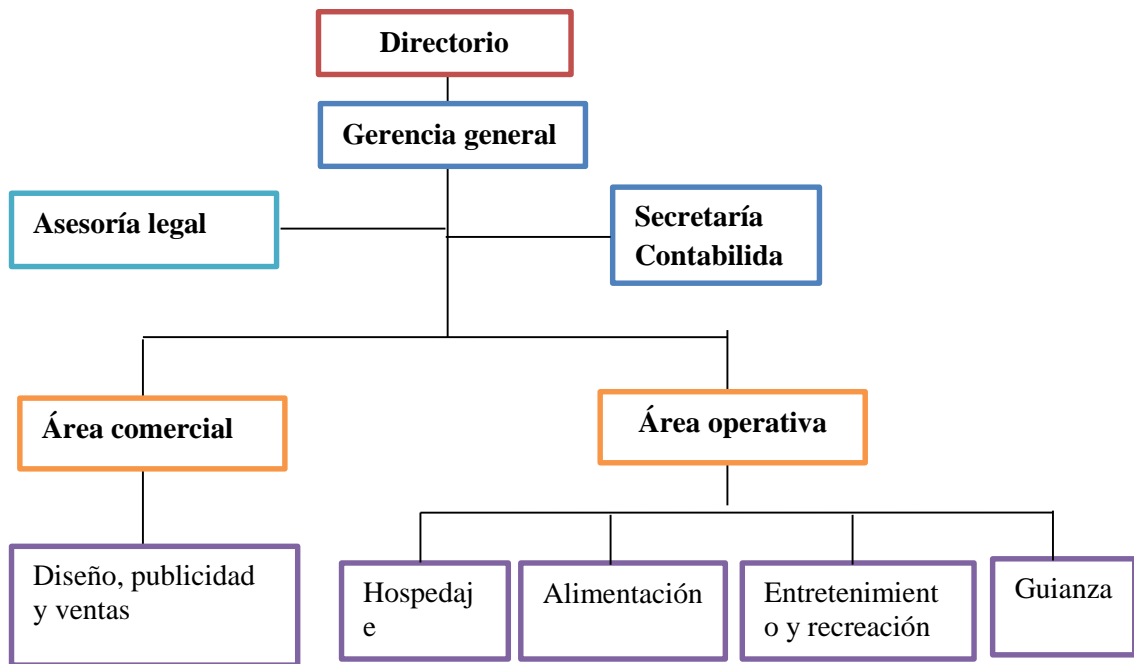 Directorio
Gerencia general
Asesoría legal
Secretaría
Contabilida
Área comercial
Área operativa
Diseño, publicidad
y ventas
Hospedaj
e
Alimentación
Entretenimient
o y recreación
Guianza